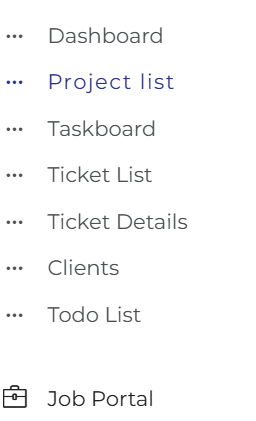 Dashboard
Project list
Taskboard
Ticket List
Ticket Details
Clients
Todo List
Job Portal